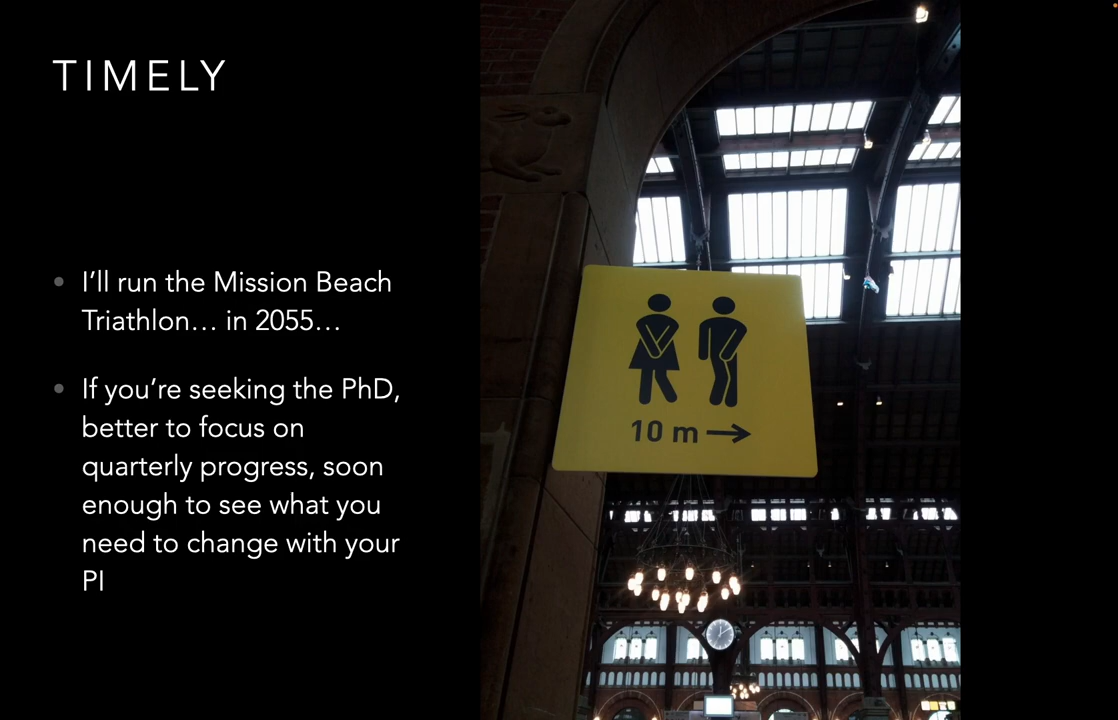 TIMELY
I’ll run the Mission Beach
Triathlon… in 2055…
If you’re seeking the PhD,
better to focus on
quarterly progress, soon
enough to see what you
need to change with your
PI
10 m →